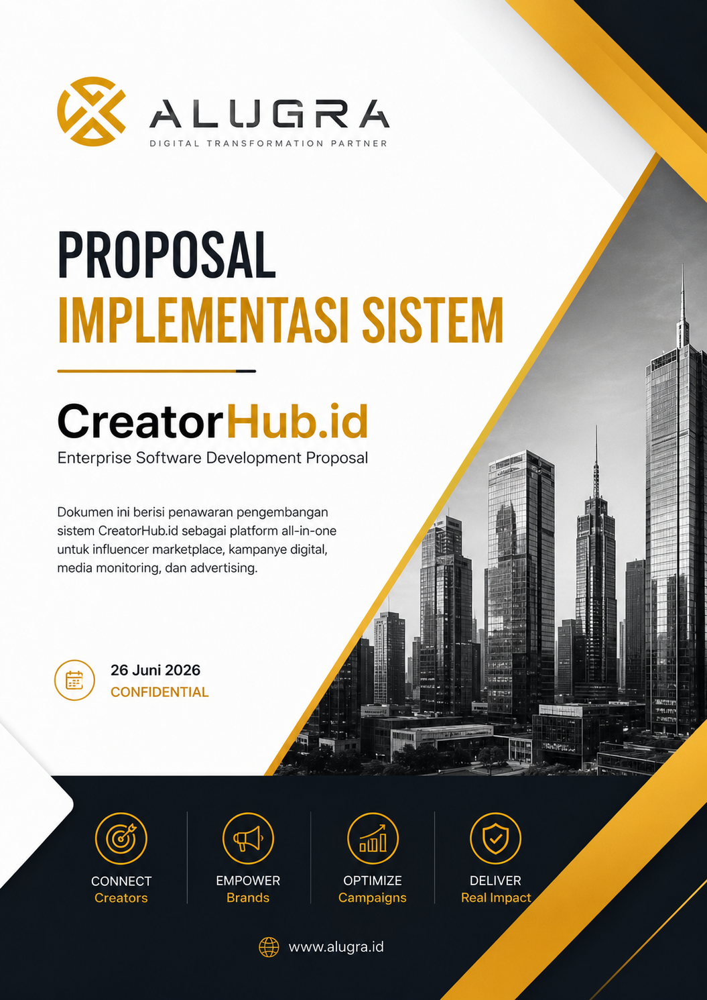 ALUGRA
DIGITAL TRANSFORMATION PARTNER
PROPOSAL
IMPLEMENTASI SISTEM
CreatorHub.id
Enterprise Software Development Proposal
Dokumen ini berisi penawaran pengembangan
sistem CreatorHub.id sebagai platform all-in-one
untuk influencer marketplace, kampanye digital,
media monitoring, dan advertising.
26 Juni 2026
CONFIDENTIAL
CONNECT
Creators
EMPOWER
Brands
OPTIMIZE
Campaigns
DELIVER
Real Impact
www.alugra.id